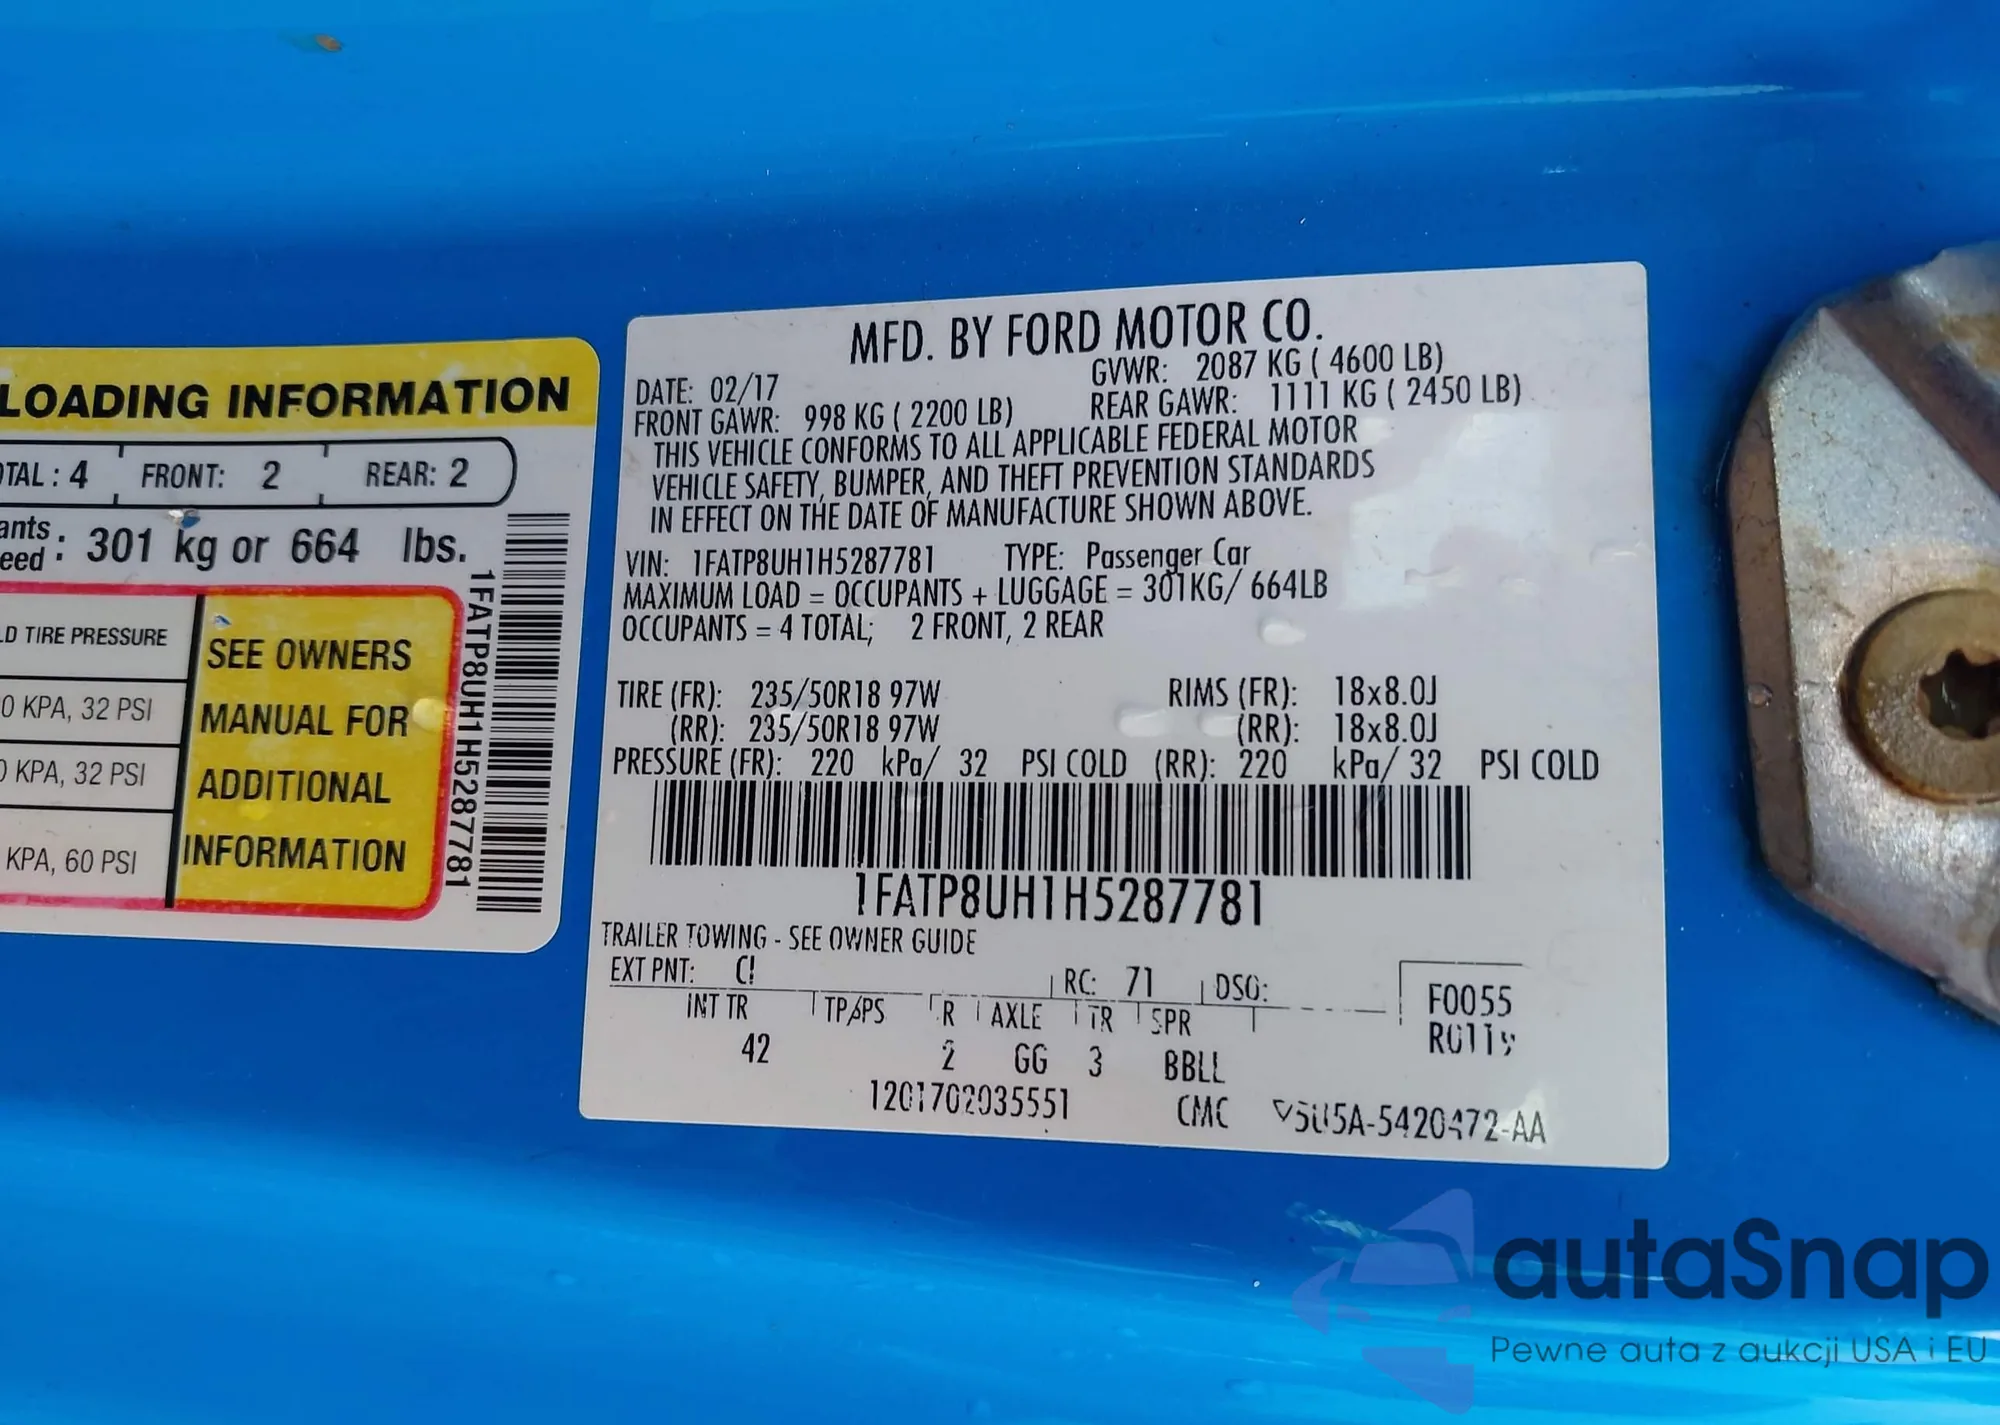 LOADING INFORMATION
TAL : 4 FRONT: 2 REAR: 2
ants
eed : 301 kg or 664 lbs.
LD TIRE PRESSURE
0 KPA, 32 PSI
0 KPA, 32 PSI
KPA, 60 PSI
SEE OWNERS
MANUAL FOR
ADDITIONAL
INFORMATION
1FATP8UH1H5287781
MFD. BY FORD MOTOR CO.
DATE: 02/17 GVWR: 2087 KG ( 4600 LB)
FRONT GAWR: 998 KG ( 2200 LB) REAR GAWR: 1111 KG ( 2450 LB)
THIS VEHICLE CONFORMS TO ALL APPLICABLE FEDERAL MOTOR
VEHICLE SAFETY, BUMPER, AND THEFT PREVENTION STANDARDS
IN EFFECT ON THE DATE OF MANUFACTURE SHOWN ABOVE.
VIN: 1FATP8UH1H5287781 TYPE: Passenger Car
MAXIMUM LOAD = OCCUPANTS + LUGGAGE = 301KG/ 664LB
OCCUPANTS = 4 TOTAL; 2 FRONT, 2 REAR
TIRE (FR): 235/50R18 97W RIMS (FR): 18x8.0J
(RR): 235/50R18 97W (RR): 18x8.0J
PRESSURE (FR): 220 kPa/ 32 PSI COLD (RR): 220 kPa/ 32 PSI COLD
1FATP8UH1H5287781
TRAILER TOWING - SEE OWNER GUIDE
EXT PNT: RC: 71 DSO:
INT TR TP/PS R AXLE TR SPR
42 2 GG 3 BBLL
F0055
1201702035551 CMC
autaSnap
Pewne auta z aukcji USA i EU